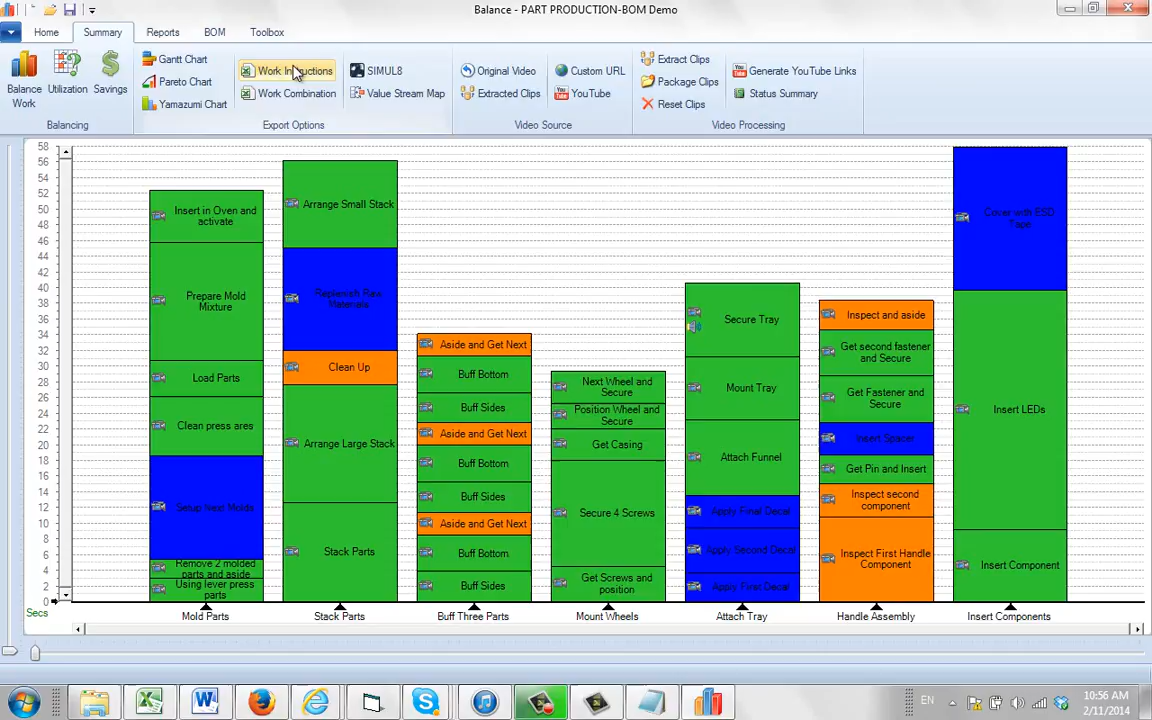 Balance - PART PRODUCTION-BOM Demo
Home
Summary
Reports
BOM
Toolbox
Balance Work
Utilization
Savings
Balancing
Gantt Chart
Pareto Chart
Yamazumi Chart
Work Instructions
Work Combination
SIMUL8
Value Stream Map
Export Options
Original Video
Extracted Clips
Custom URL
YouTube
Video Source
Extract Clips
Package Clips
Reset Clips
Generate YouTube Links
Status Summary
Video Processing
58
56
54
52
50
48
46
44
42
40
38
36
34
32
30
28
26
24
22
20
18
16
14
12
10
8
6
4
2
0
Secs
Insert in Oven and
activate
Prepare Mold
Mixture
Load Parts
Clean press ares
Setup Next Molds
Remove 2 molded
parts and aside
Using lever press
parts
Mold Parts
Arrange Small Stack
Replenish Raw
Materials
Clean Up
Arrange Large Stack
Stack Parts
Stack Parts
Aside and Get Next
Buff Bottom
Buff Sides
Aside and Get Next
Buff Bottom
Buff Sides
Aside and Get Next
Buff Bottom
Buff Sides
Buff Three Parts
Next Wheel and
Secure
Position Wheel and
Secure
Get Casing
Secure 4 Screws
Get Screws and
position
Mount Wheels
Secure Tray
Mount Tray
Attach Funnel
Apply Final Decal
Apply Second Decal
Apply First Decal
Attach Tray
Inspect and aside
Get second fastener
and Secure
Get Fastener and
Secure
Insert Spacer
Get Pin and Insert
Inspect second
component
Inspect First Handle
Component
Handle Assembly
Cover with ESD
Tape
Insert LEDs
Insert Component
Insert Components
EN
10:56 AM
2/11/2014